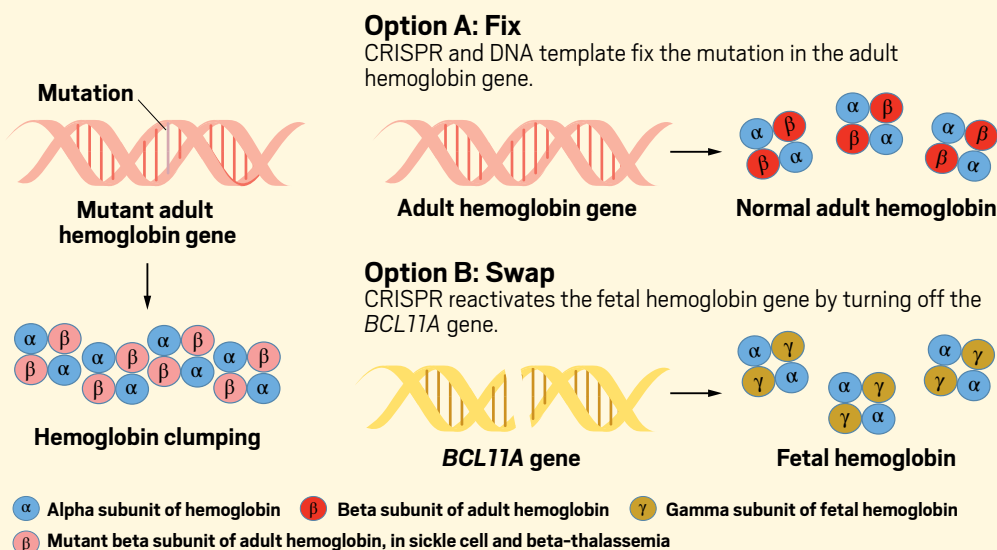 Option A: Fix
CRISPR and DNA template fix the mutation in the adult
hemoglobin gene.
Mutation
Mutant adult
hemoglobin gene
Adult hemoglobin gene
α β
β α
α β
β α
α β
β α
Normal adult hemoglobin
Option B: Swap
CRISPR reactivates the fetal hemoglobin gene by turning off the
BCL11A gene.
α β α β α β α β
β α β α β α β α
Hemoglobin clumping
BCL11A gene
α γ
γ α
α γ
γ α
α γ
γ α
Fetal hemoglobin
α Alpha subunit of hemoglobin β Beta subunit of adult hemoglobin γ Gamma subunit of fetal hemoglobin
β Mutant beta subunit of adult hemoglobin, in sickle cell and beta-thalassemia